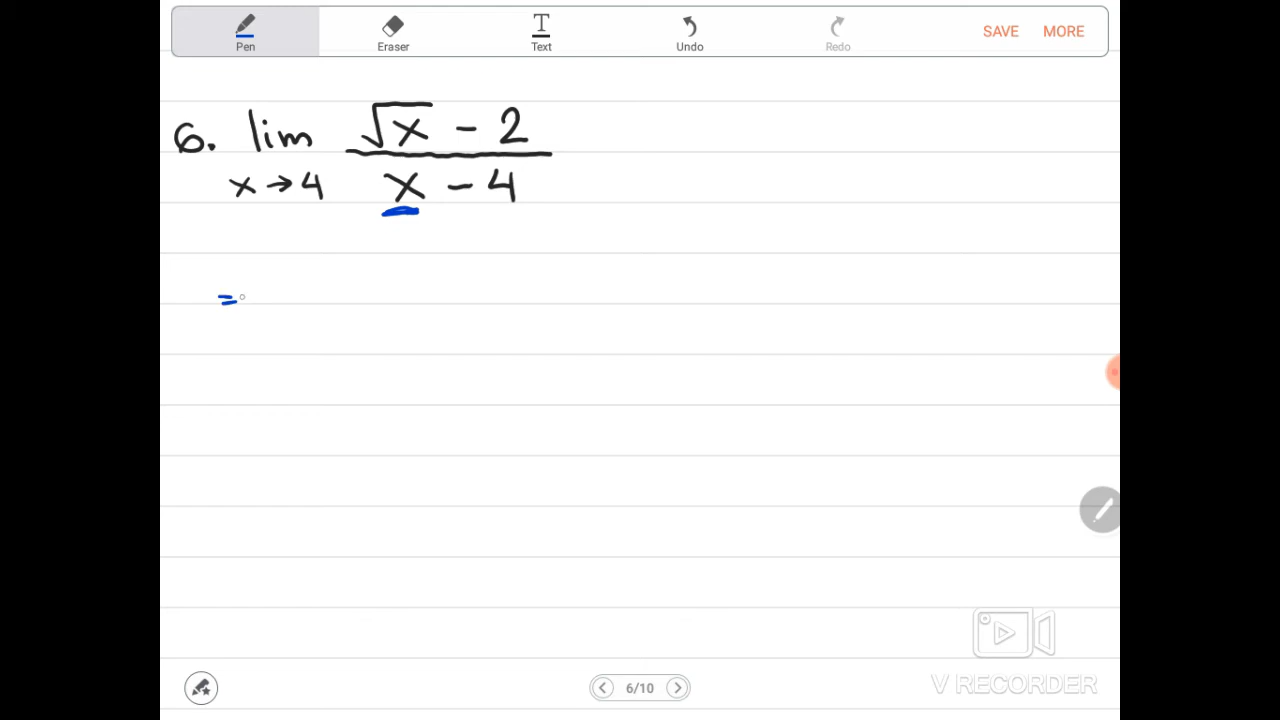 Pen Eraser Text Undo Redo SAVE MORE
6. lim √x - 2
x → 4 x - 4
=
6/10
V RECORDER